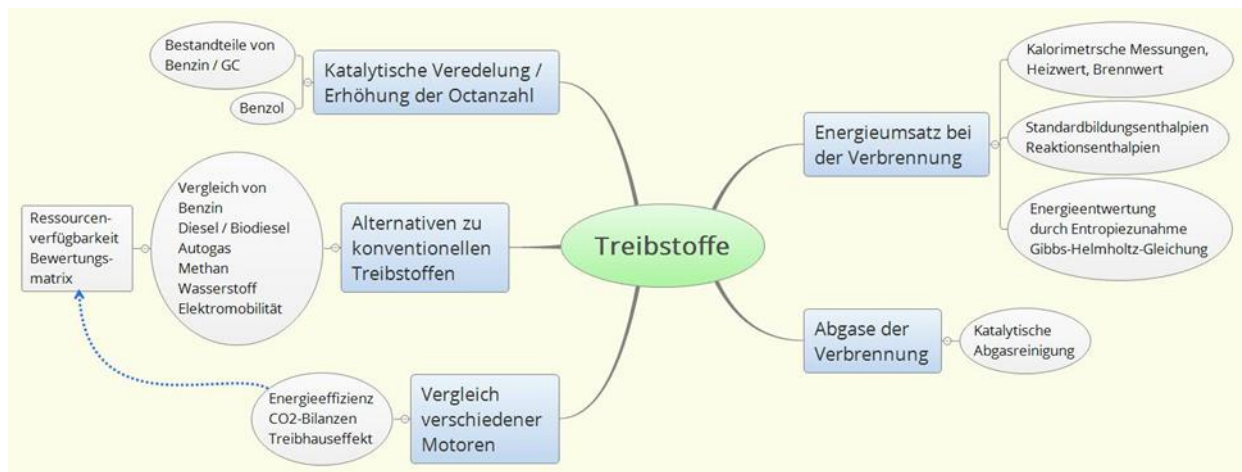 Bestandteile von
Benzin / GC
Benzol
Katalytische Veredelung /
Erhöhung der Octanzahl
Kalorimetrsche Messungen,
Heizwert, Brennwert
Energieumsatz bei
der Verbrennung
Standardbildungsenthalpien
Reaktionsenthalpien
Energieentwertung
durch Entropiezunahme
Gibbs-Helmholtz-Gleichung
Ressourcen-
verfügbarkeit
Bewertungs-
matrix
Vergleich von
Benzin
Diesel / Biodiesel
Autogas
Methan
Wasserstoff
Elektromobilität
Alternativen zu
konventionellen
Treibstoffen
Treibstoffe
Abgase der
Verbrennung
Katalytische
Abgasreinigung
Energieeffizienz
CO2-Bilanzen
Treibhauseffekt
Vergleich
verschiedener
Motoren